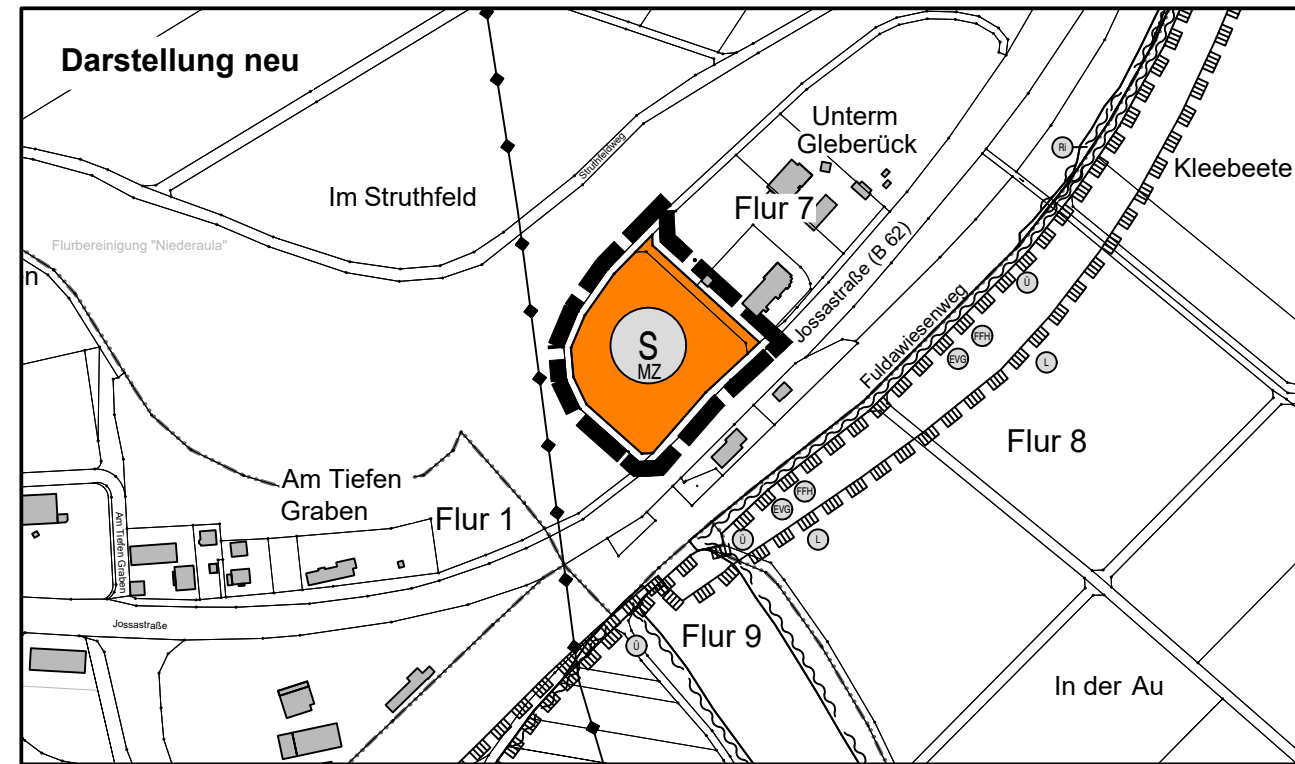 Darstellung neu
Unterm
Gleberück
Ri
Kleebeete
Struthfeldweg
Im Struthfeld
Flur 7
Flurbereinigung "Niederaula"
n
Jossastraße (B 62)
Ü
Fuldawiesenweg
FFH
EVG
L
S
MZ
Flur 8
Am Tiefen
Graben
Flur 1
FFH
EVG
Ü
L
Am Tiefen Graben
Jossastraße
Flur 9
Ü
In der Au